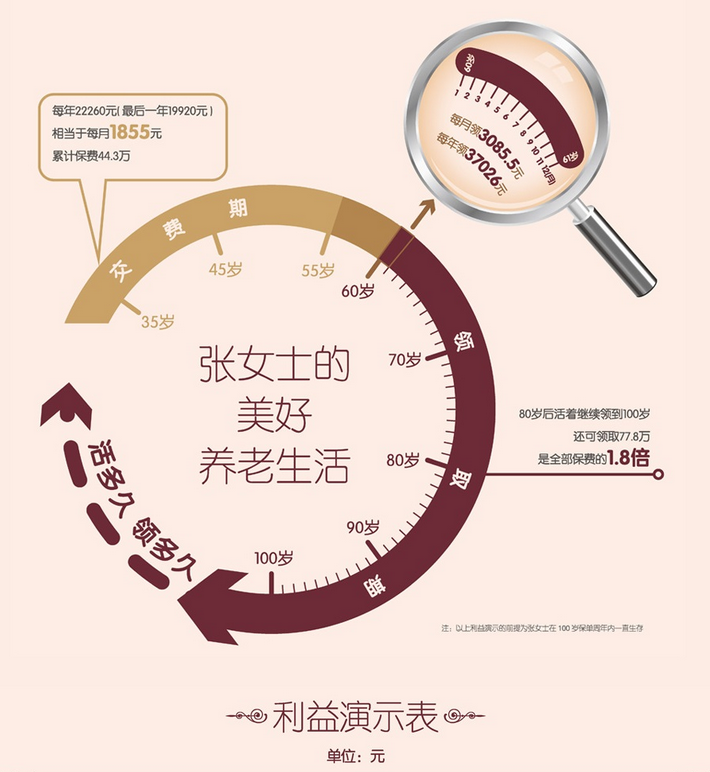 每年22260元(最后一年19920元)
相当于每月1855元
累计保费44.3万
60岁
1 2 3 4 5 6 7 8 9 10 11 12(月)
61岁
每月领3085.5元
每年领37026元
交费期
35岁
45岁
55岁
60岁
70岁
80岁
90岁
100岁
领取期
张女士的
美好
养老生活
80岁后活着继续领到100岁
还可领取77.8万
是全部保费的1.8倍
活多久 领多久
注：以上利益演示的前提为张女士在 100 岁保单周年内一直生存
利益演示表
单位：元